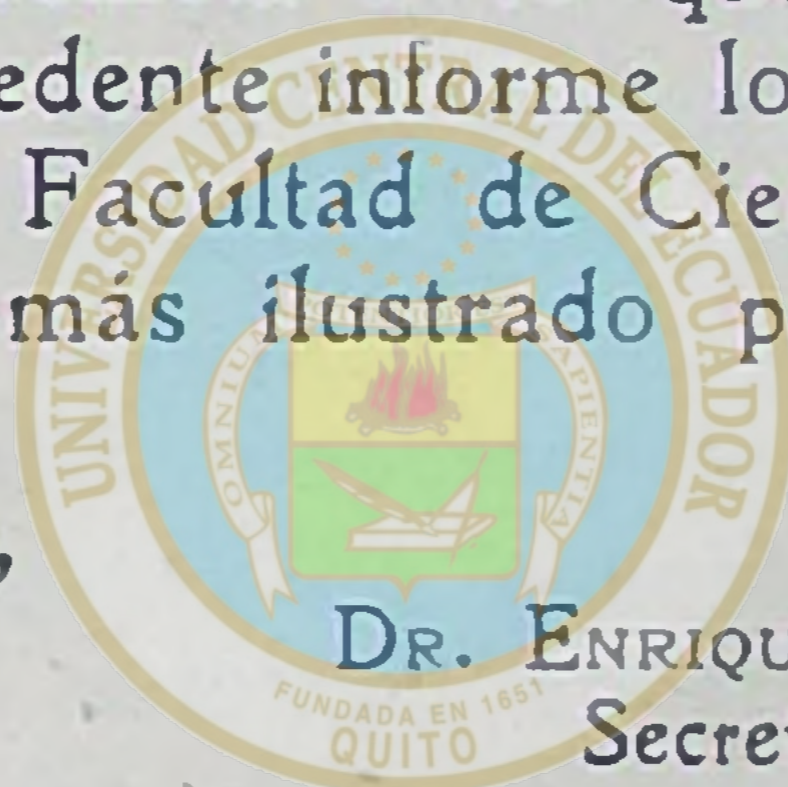 edente informe lo
Facultad de Cie
más ilustrado p
DR. ENRIQU
Secre
UNIVERSIDAD CENTRAL DEL ECUADOR
OMNIUM POTENTIOR EST SAPIENTIA
FUNDADA EN 1651
QUITO